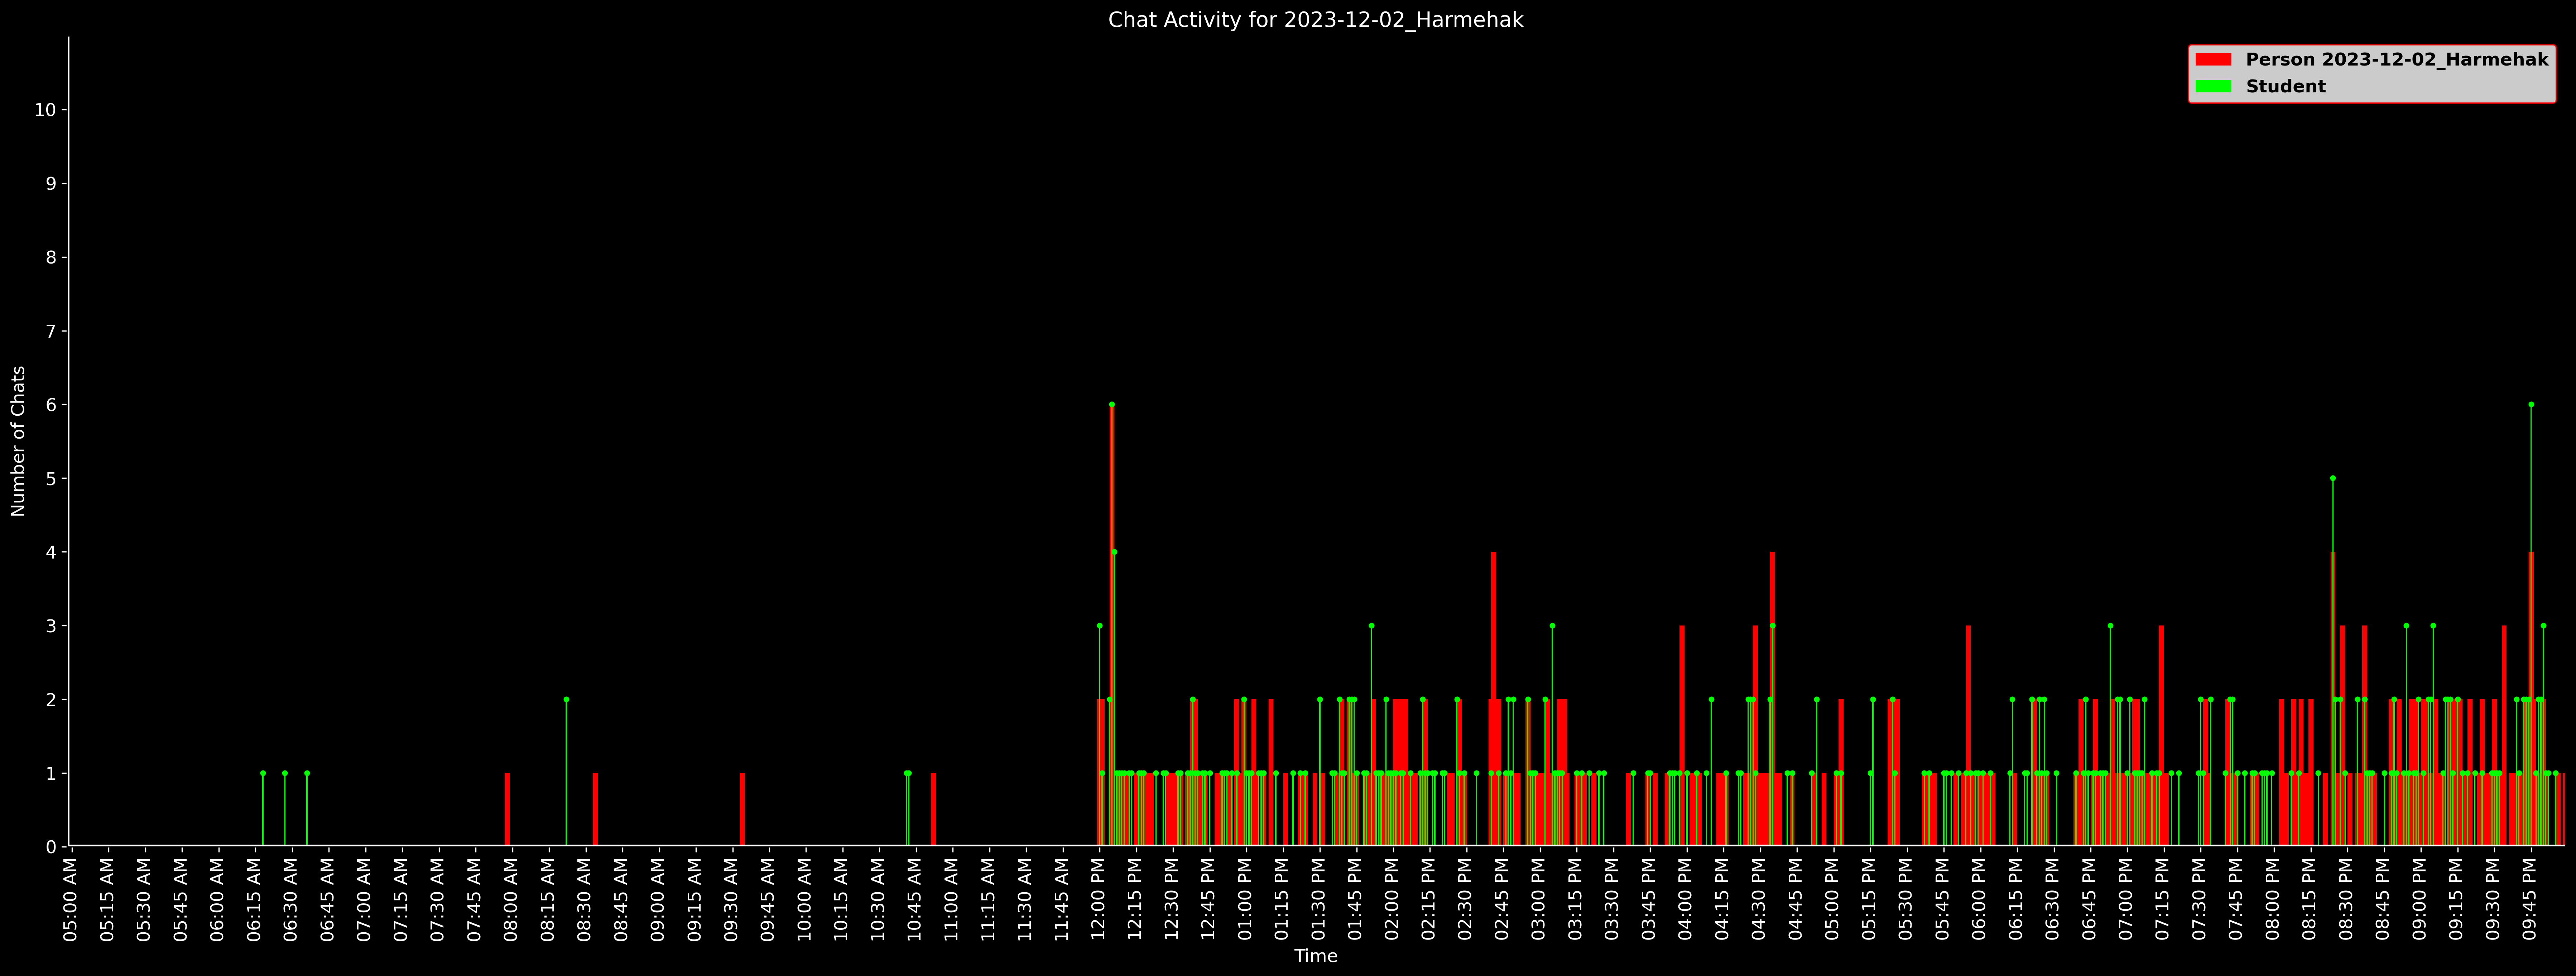 Chat Activity for 2023-12-02_Harmehak
Person 2023-12-02_Harmehak
Student
Number of Chats
10
9
8
7
6
5
4
3
2
1
0
05:00 AM
05:15 AM
05:30 AM
05:45 AM
06:00 AM
06:15 AM
06:30 AM
06:45 AM
07:00 AM
07:15 AM
07:30 AM
07:45 AM
08:00 AM
08:15 AM
08:30 AM
08:45 AM
09:00 AM
09:15 AM
09:30 AM
09:45 AM
10:00 AM
10:15 AM
10:30 AM
10:45 AM
11:00 AM
11:15 AM
11:30 AM
11:45 AM
12:00 PM
12:15 PM
12:30 PM
12:45 PM
01:00 PM
01:15 PM
01:30 PM
01:45 PM
02:00 PM
02:15 PM
02:30 PM
02:45 PM
03:00 PM
03:15 PM
03:30 PM
03:45 PM
04:00 PM
04:15 PM
04:30 PM
04:45 PM
05:00 PM
05:15 PM
05:30 PM
05:45 PM
06:00 PM
06:15 PM
06:30 PM
06:45 PM
07:00 PM
07:15 PM
07:30 PM
07:45 PM
08:00 PM
08:15 PM
08:30 PM
08:45 PM
09:00 PM
09:15 PM
09:30 PM
09:45 PM
Time